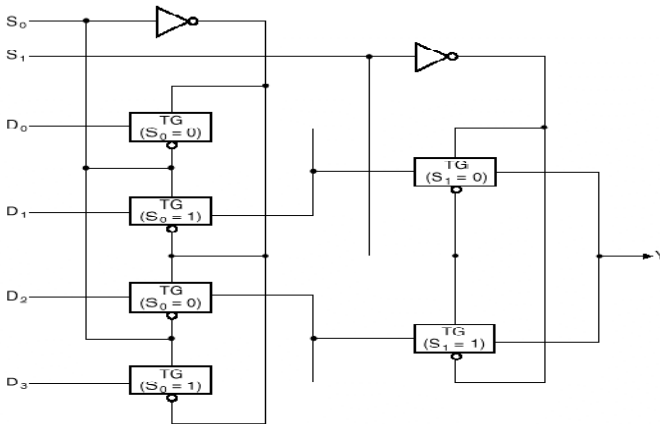 S₀
S₁
D₀
TG
(S₀ = 0)
TG
(S₁ = 0)
D₁
TG
(S₀ = 1)
Y
D₂
TG
(S₀ = 0)
TG
(S₁ = 1)
D₃
TG
(S₀ = 1)